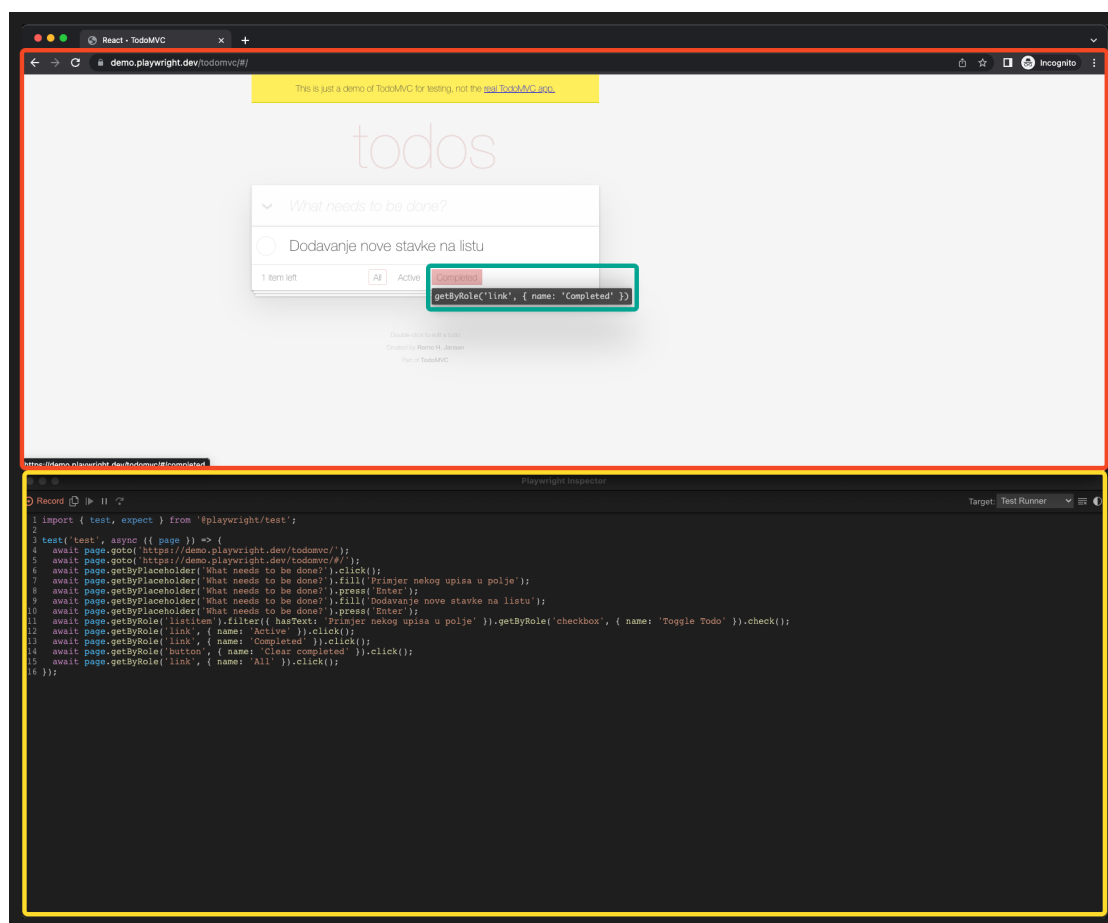 React • TodoMVC
demo.playwright.dev/todomvc/#/
Incognito
This is just a demo of TodoMVC for testing, not the real TodoMVC app.
todos
What needs to be done?
Dodavanje nove stavke na listu
1 item left
All
Active
Completed
getByRole('link', { name: 'Completed' })
Double-click to edit a todo
Created by Remo H. Jansen
Part of TodoMVC
https://demo.playwright.dev/todomvc/#/completed
Playwright Inspector
Record
Target: Test Runner
1 import { test, expect } from '@playwright/test';
2
3 test('test', async ({ page }) => {
4   await page.goto('https://demo.playwright.dev/todomvc/');
5   await page.goto('https://demo.playwright.dev/todomvc/#/');
6   await page.getByPlaceholder('What needs to be done?').click();
7   await page.getByPlaceholder('What needs to be done?').fill('Primjer nekog upisa u polje');
8   await page.getByPlaceholder('What needs to be done?').press('Enter');
9   await page.getByPlaceholder('What needs to be done?').fill('Dodavanje nove stavke na listu');
10   await page.getByPlaceholder('What needs to be done?').press('Enter');
11   await page.getByRole('listitem').filter({ hasText: 'Primjer nekog upisa u polje' }).getByRole('checkbox', { name: 'Toggle Todo' }).check();
12   await page.getByRole('link', { name: 'Active' }).click();
13   await page.getByRole('link', { name: 'Completed' }).click();
14   await page.getByRole('button', { name: 'Clear completed' }).click();
15   await page.getByRole('link', { name: 'All' }).click();
16 });